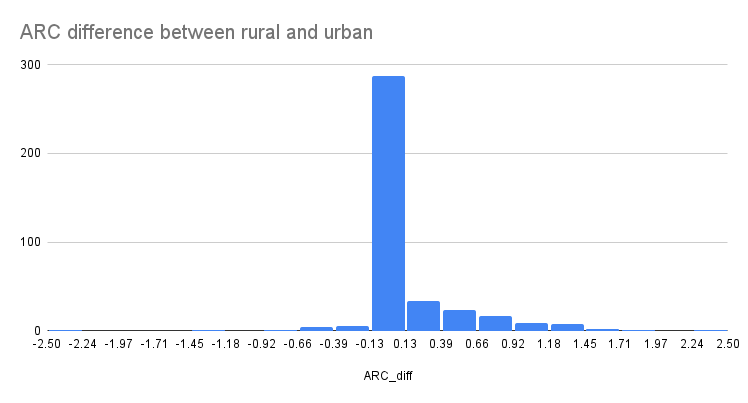 ARC difference between rural and urban
300
200
100
0
-2.50 -2.24 -1.97 -1.71 -1.45 -1.18 -0.92 -0.66 -0.39 -0.13 0.13 0.39 0.66 0.92 1.18 1.45 1.71 1.97 2.24 2.50
ARC_diff